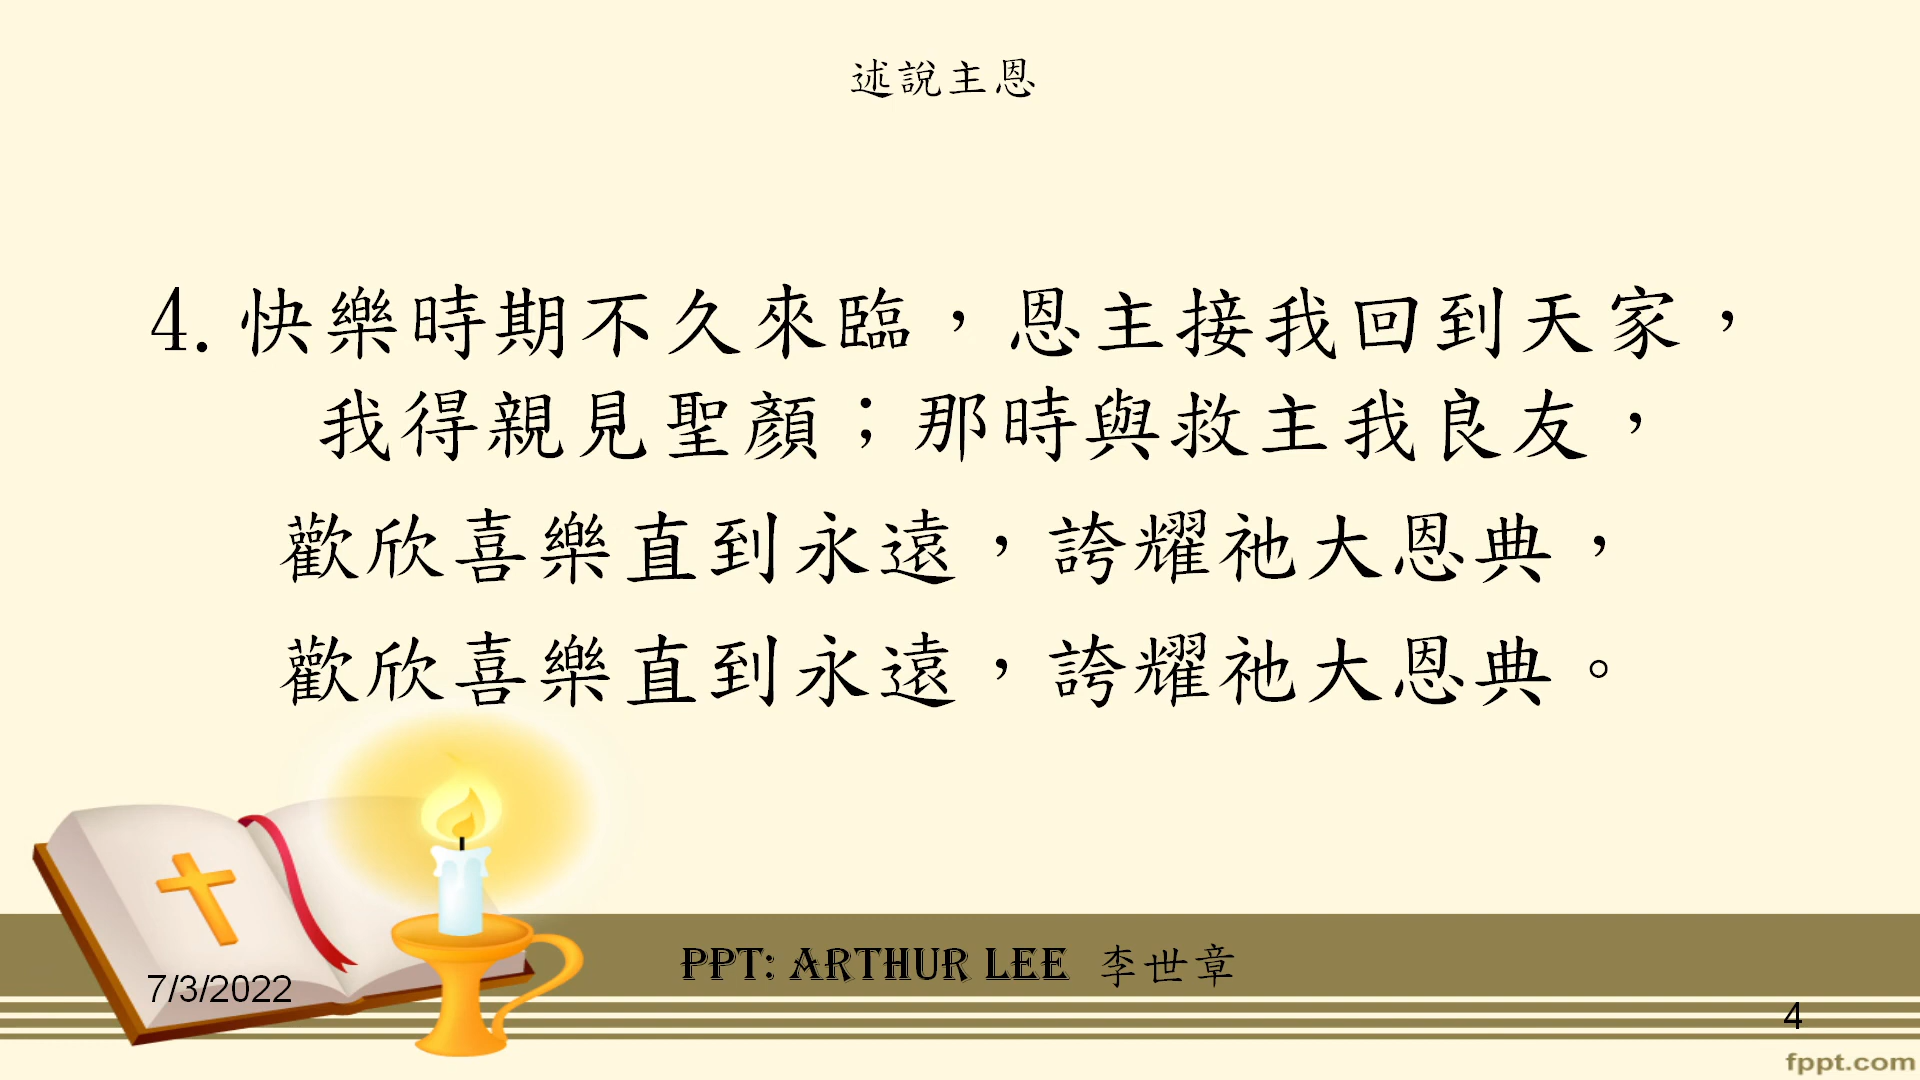 述說主恩
4. 快樂時期不久來臨，恩主接我回到天家，
我得親見聖顏；那時與救主我良友，
歡欣喜樂直到永遠，誇耀祂大恩典，
歡欣喜樂直到永遠，誇耀祂大恩典。
PPT: ARTHUR LEE 李世章
7/3/2022
4
fppt.com